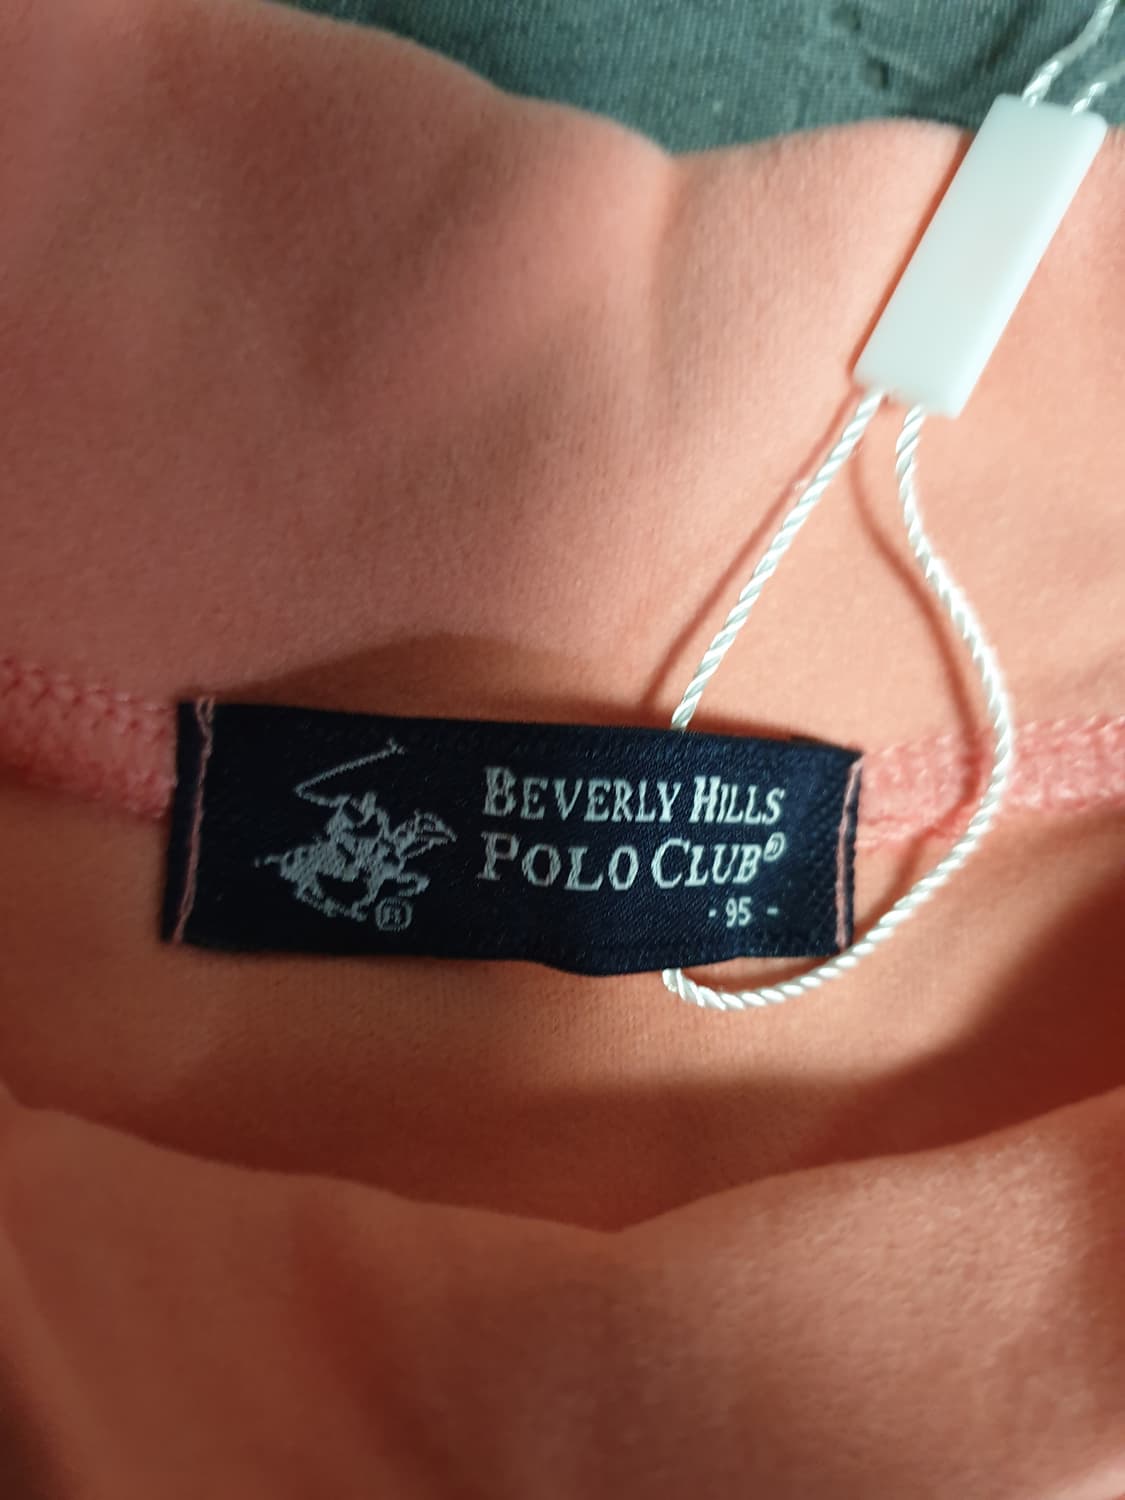 BEVERLY HILLS
POLO CLUB®
- 95 -
®